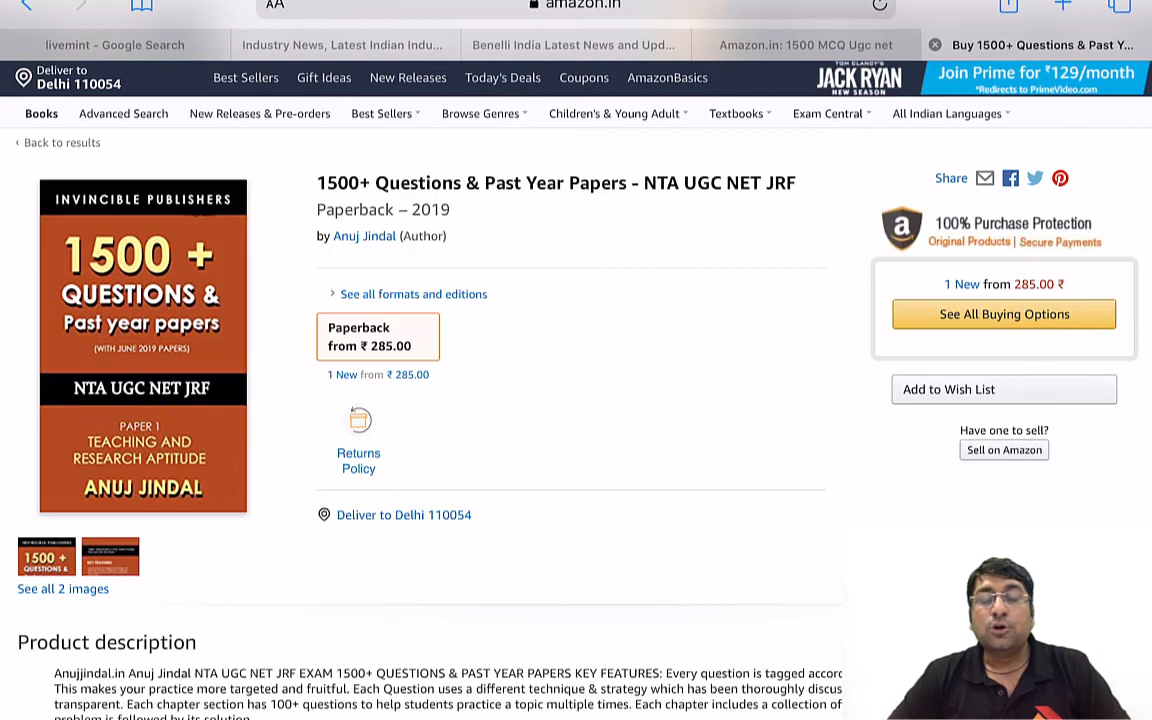 AA
amazon.in
livemint - Google Search
Industry News, Latest Indian Indu...
Benelli India Latest News and Upd...
Amazon.in: 1500 MCQ Ugc net
Buy 1500+ Questions & Past Y...
Deliver to
Delhi 110054
Best Sellers
Gift Ideas
New Releases
Today's Deals
Coupons
AmazonBasics
TOM CLANCY'S
JACK RYAN
NEW SEASON
Join Prime for ₹129/month
*Redirects to PrimeVideo.com
Books
Advanced Search
New Releases & Pre-orders
Best Sellers
Browse Genres
Children's & Young Adult
Textbooks
Exam Central
All Indian Languages
‹ Back to results
INVINCIBLE PUBLISHERS
1500 +
QUESTIONS &
Past year papers
(WITH JUNE 2019 PAPERS)
NTA UGC NET JRF
PAPER 1
TEACHING AND
RESEARCH APTITUDE
ANUJ JINDAL
1500 +
QUESTIONS &
See all 2 images
1500+ Questions & Past Year Papers - NTA UGC NET JRF
Paperback – 2019
by Anuj Jindal (Author)
See all formats and editions
Paperback
from ₹ 285.00
1 New from ₹ 285.00
Returns
Policy
Deliver to Delhi 110054
Share
a
100% Purchase Protection
Original Products | Secure Payments
1 New from 285.00 ₹
See All Buying Options
Add to Wish List
Have one to sell?
Sell on Amazon
Product description
Anujjindal.in Anuj Jindal NTA UGC NET JRF EXAM 1500+ QUESTIONS & PAST YEAR PAPERS KEY FEATURES: Every question is tagged accor
This makes your practice more targeted and fruitful. Each Question uses a different technique & strategy which has been thoroughly discus
transparent. Each chapter section has 100+ questions to help students practice a topic multiple times. Each chapter includes a collection of
problem is followed by its solution